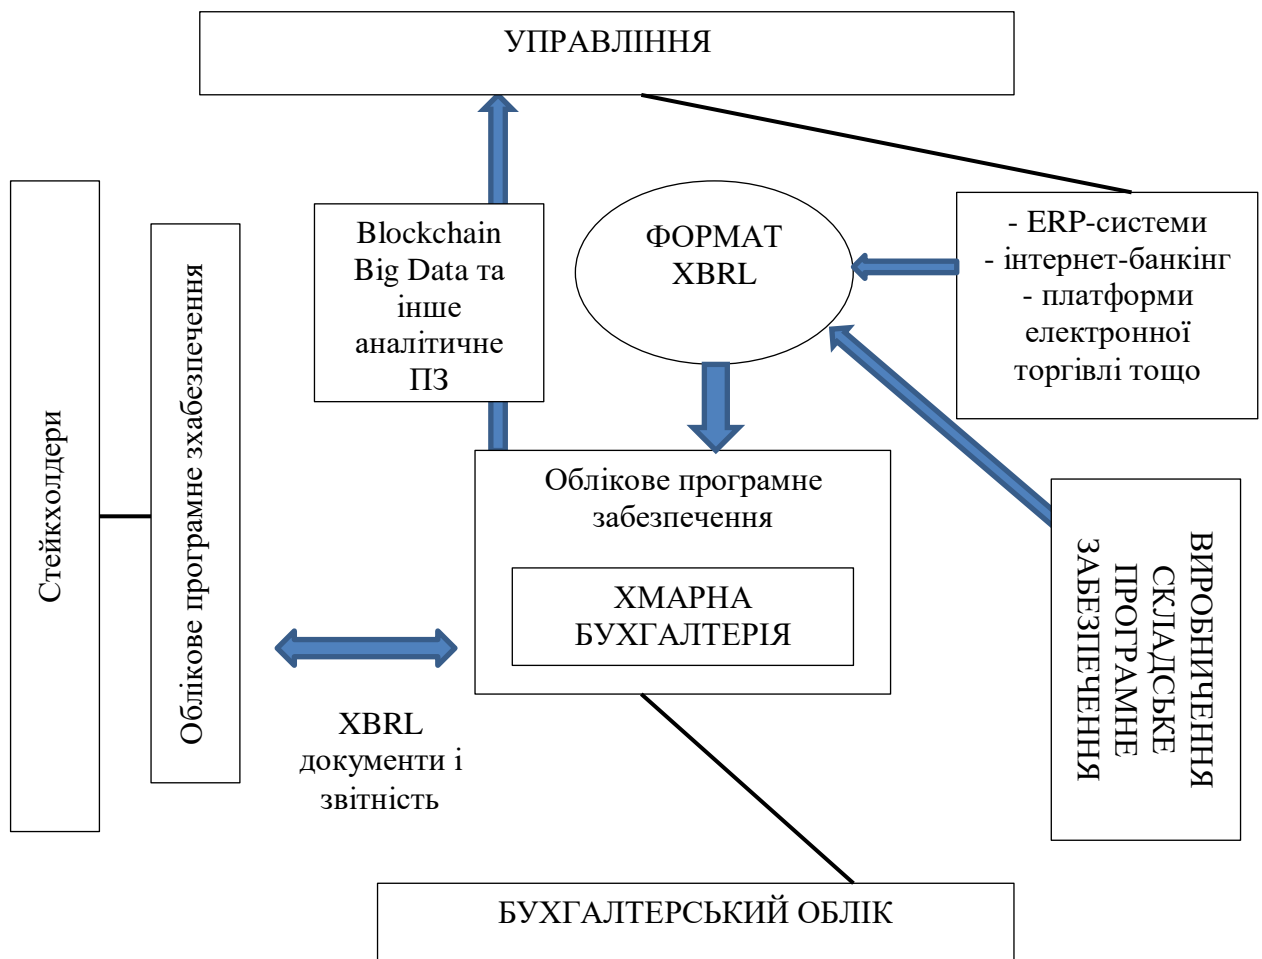 УПРАВЛІННЯ
Blockchain
Big Data та
інше
аналітичне
ПЗ
ФОРМАТ
XBRL
- ERP-системи
- інтернет-банкінг
- платформи
електронної
торгівлі тощо
Стейкхолдери
Облікове програмне зхабезпечення
Облікове програмне
забезпечення
ХМАРНА
БУХГАЛТЕРІЯ
ВИРОБНИЧЕННЯ
СКЛАДСЬКЕ
ПРОГРАМНЕ
ЗАБЕЗПЕЧЕННЯ
XBRL
документи і
звітність
БУХГАЛТЕРСЬКИЙ ОБЛІК